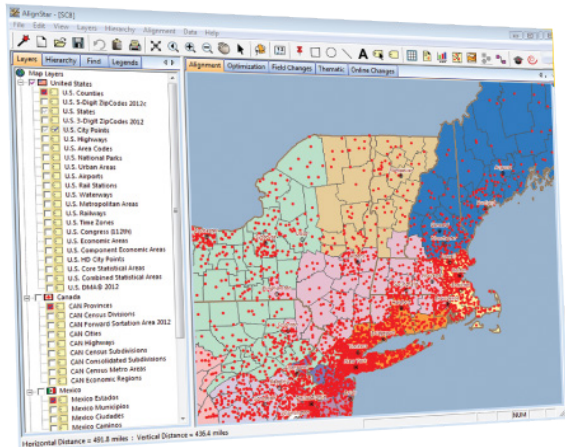 AlignStar - [SC8]
File Edit View Layers Hierarchy Alignment Date Help
Layers Hierarchy Find Legends
Alignment Optimization Field Changes Thematic Online Changes
Map Layers
United States
U.S. Counties
U.S. 5-Digit ZipCodes 2012c
U.S. States
U.S. 3-Digit ZipCodes 2012
U.S. City Points
U.S. Highways
U.S. Area Codes
U.S. National Parks
U.S. Urban Areas
U.S. Airports
U.S. Rail Stations
U.S. Waterways
U.S. Metropolitan Areas
U.S. Railways
U.S. Time Zones
U.S. Congress (112th)
U.S. Economic Areas
U.S. Component Economic Areas
U.S. HD City Points
U.S. Core Statistical Areas
U.S. Combined Statistical Areas
U.S. DMA® 2012
Canada
CAN Provinces
CAN Census Divisions
CAN Forward Sortation Area 2012
CAN Cities
CAN Highways
CAN Census Subdivisions
CAN Consolidated Subdivisions
CAN Census Metro Areas
CAN Economic Regions
Mexico
Mexico Estados
Mexico Municipios
Mexico Ciudades
Mexico Caminos
Horizontal Distance = 491.8 miles : Vertical Distance = 436.4 miles
NUM